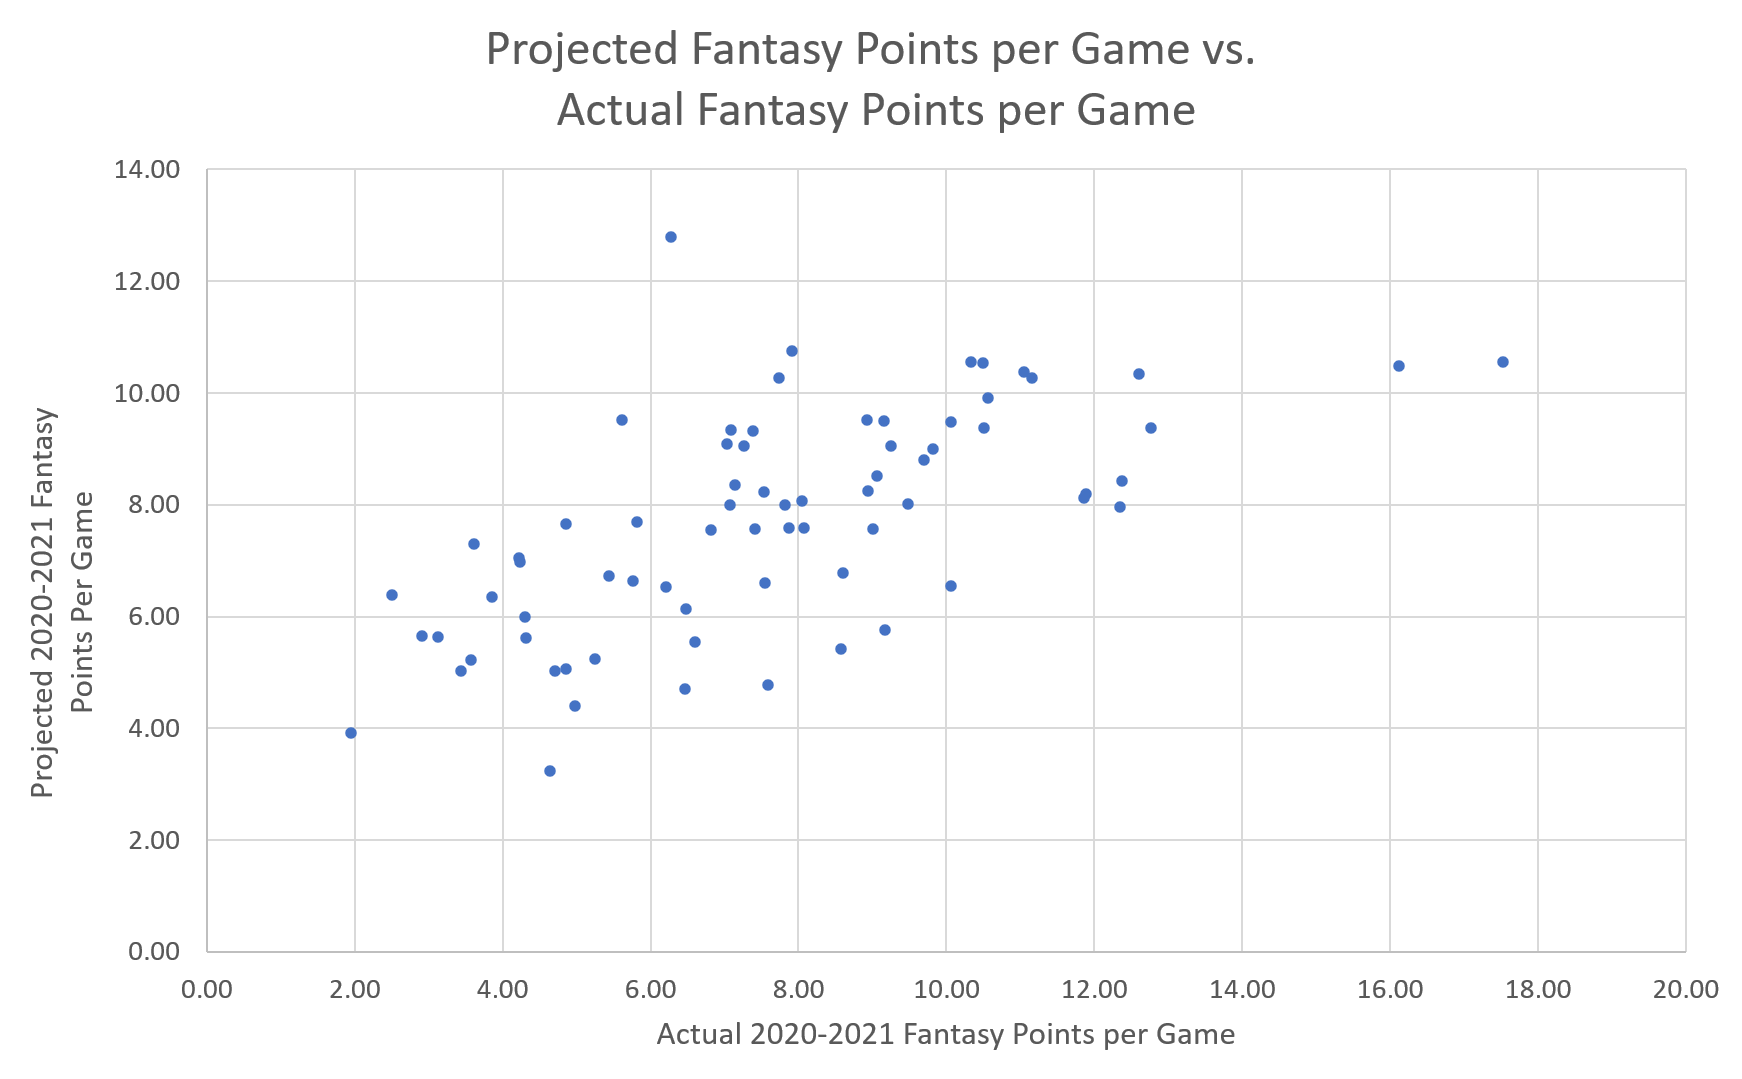 Projected Fantasy Points per Game vs.
Actual Fantasy Points per Game
Projected 2020-2021 Fantasy
Points Per Game
14.00
12.00
10.00
8.00
6.00
4.00
2.00
0.00
0.00 2.00 4.00 6.00 8.00 10.00 12.00 14.00 16.00 18.00 20.00
Actual 2020-2021 Fantasy Points per Game